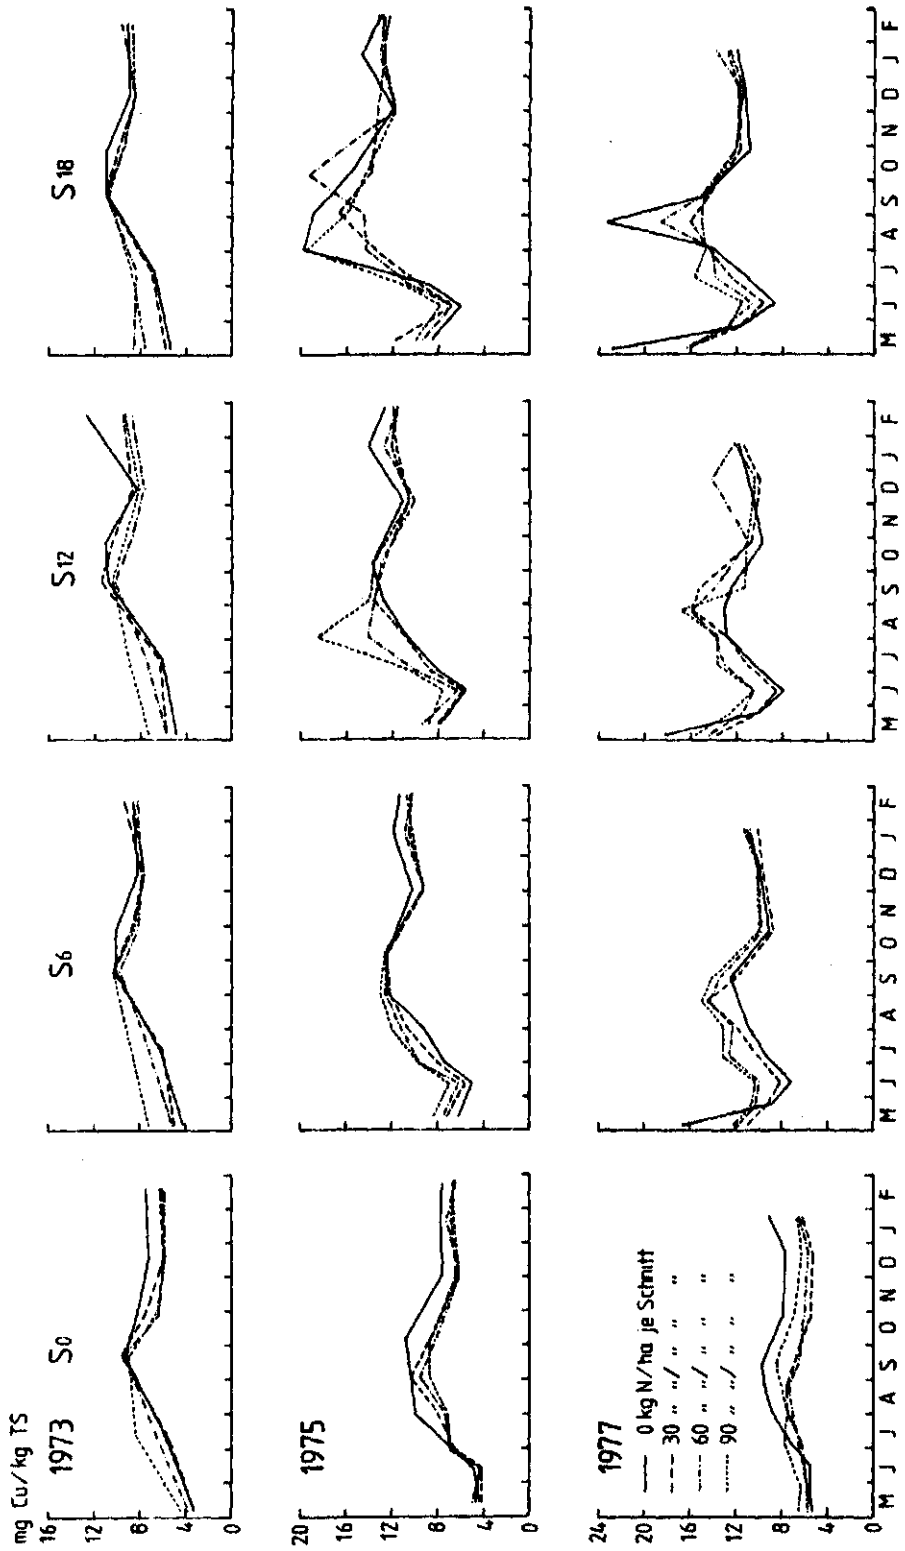 mg Cu/kg TS
1973
S0
S6
S12
S18
16
12
8
4
0
1975
20
16
12
8
4
0
1977
0 kg N/ha je Schnitt
30 „ „/ „ „ „
60 „ „/ „ „ „
90 „ „/ „ „ „
24
20
16
12
8
4
0
M J J A S O N D J F
M J J A S O N D J F
M J J A S O N D J F
M J J A S O N D J F